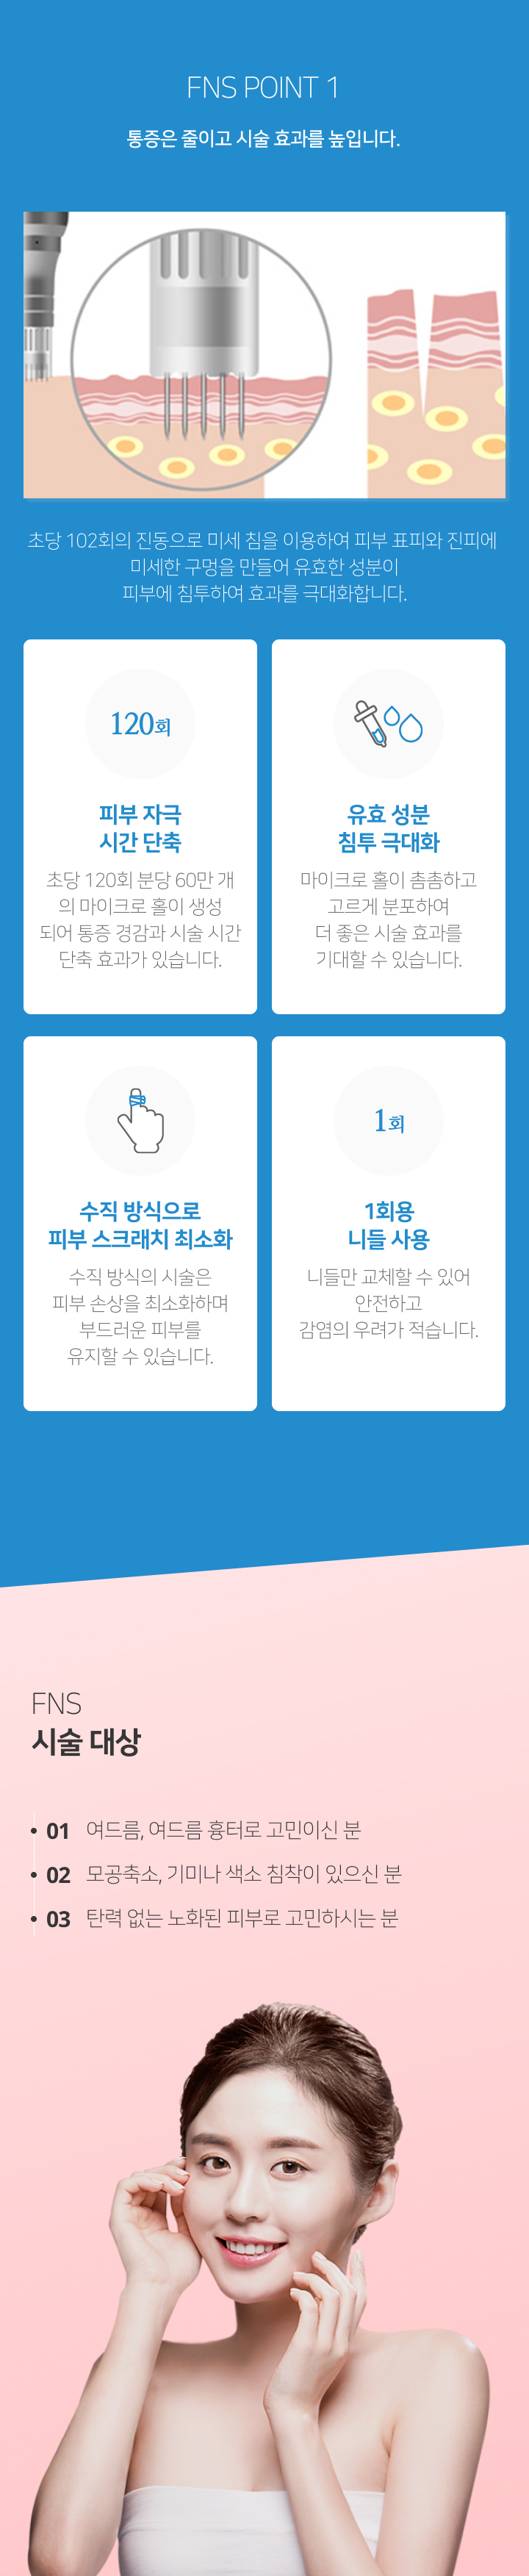 FNS POINT 1
통증은 줄이고 시술 효과를 높입니다.
초당 102회의 진동으로 미세 침을 이용하여 피부 표피와 진피에
미세한 구멍을 만들어 유효한 성분이
피부에 침투하여 효과를 극대화합니다.
120회
피부 자극
시간 단축
초당 120회 분당 60만 개
의 마이크로 홀이 생성
되어 통증 경감과 시술 시간
단축 효과가 있습니다.
유효 성분
침투 극대화
마이크로 홀이 촘촘하고
고르게 분포하여
더 좋은 시술 효과를
기대할 수 있습니다.
수직 방식으로
피부 스크래치 최소화
수직 방식의 시술은
피부 손상을 최소화하며
부드러운 피부를
유지할 수 있습니다.
1회
1회용
니들 사용
니들만 교체할 수 있어
안전하고
감염의 우려가 적습니다.
FNS
시술 대상
01 여드름, 여드름 흉터로 고민이신 분
02 모공축소, 기미나 색소 침착이 있으신 분
03 탄력 없는 노화된 피부로 고민하시는 분